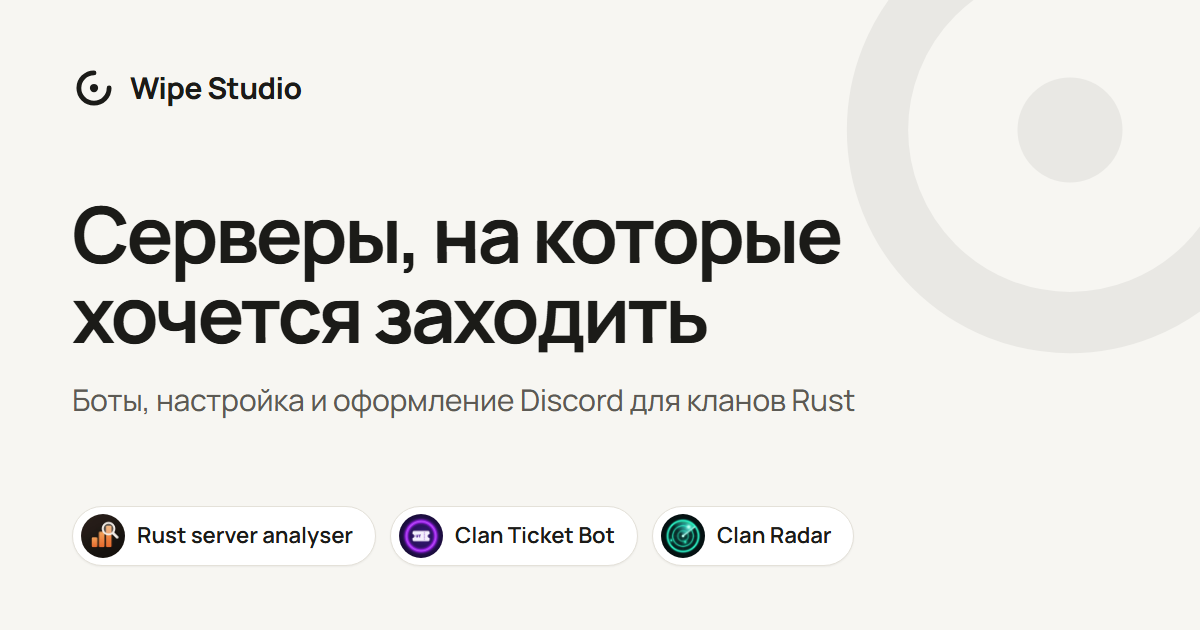 Wipe Studio
Серверы, на которые
хочется заходить
Боты, настройка и оформление Discord для кланов Rust
Rust server analyser
Clan Ticket Bot
Clan Radar